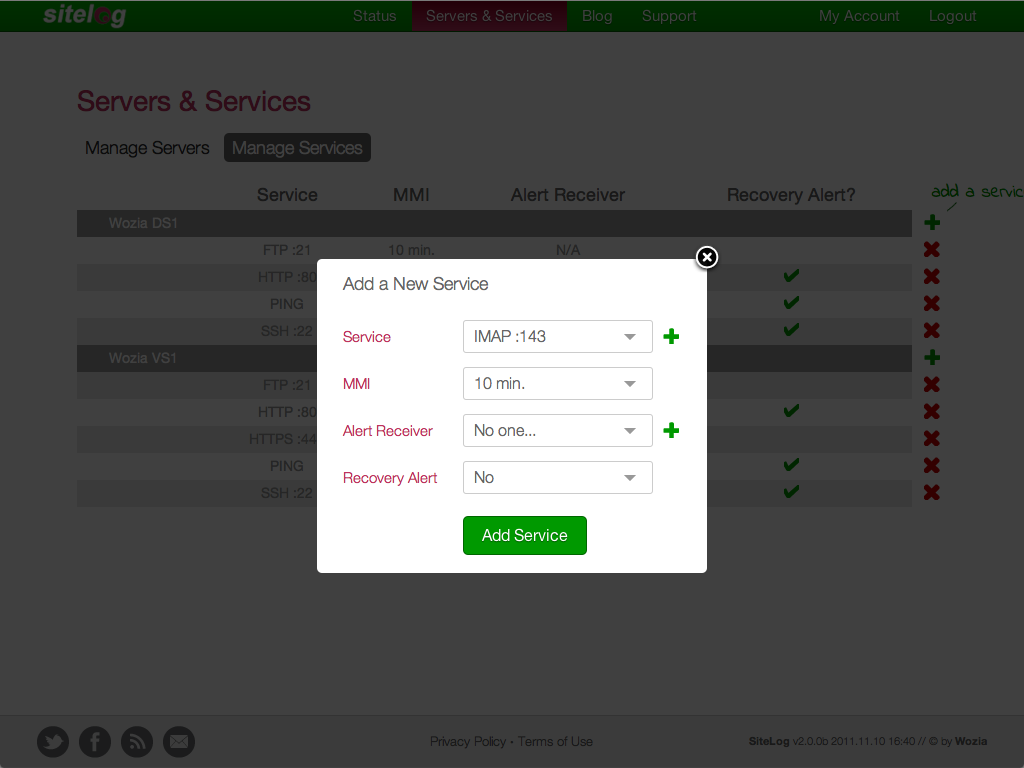 sitelog Status Servers & Services Blog Support My Account Logout
Servers & Services
Manage Servers Manage Services
Service MMI Alert Receiver Recovery Alert?
add a servic
Wozia DS1
FTP :21 10 min. N/A
HTTP :80
PING
SSH :22
Wozia VS1
FTP :21
HTTP :80
HTTPS :44
PING
SSH :22
Add a New Service
Service IMAP :143
MMI 10 min.
Alert Receiver No one...
Recovery Alert No
Add Service
Privacy Policy • Terms of Use
SiteLog v2.0.0b 2011.11.10 16:40 // © by Wozia